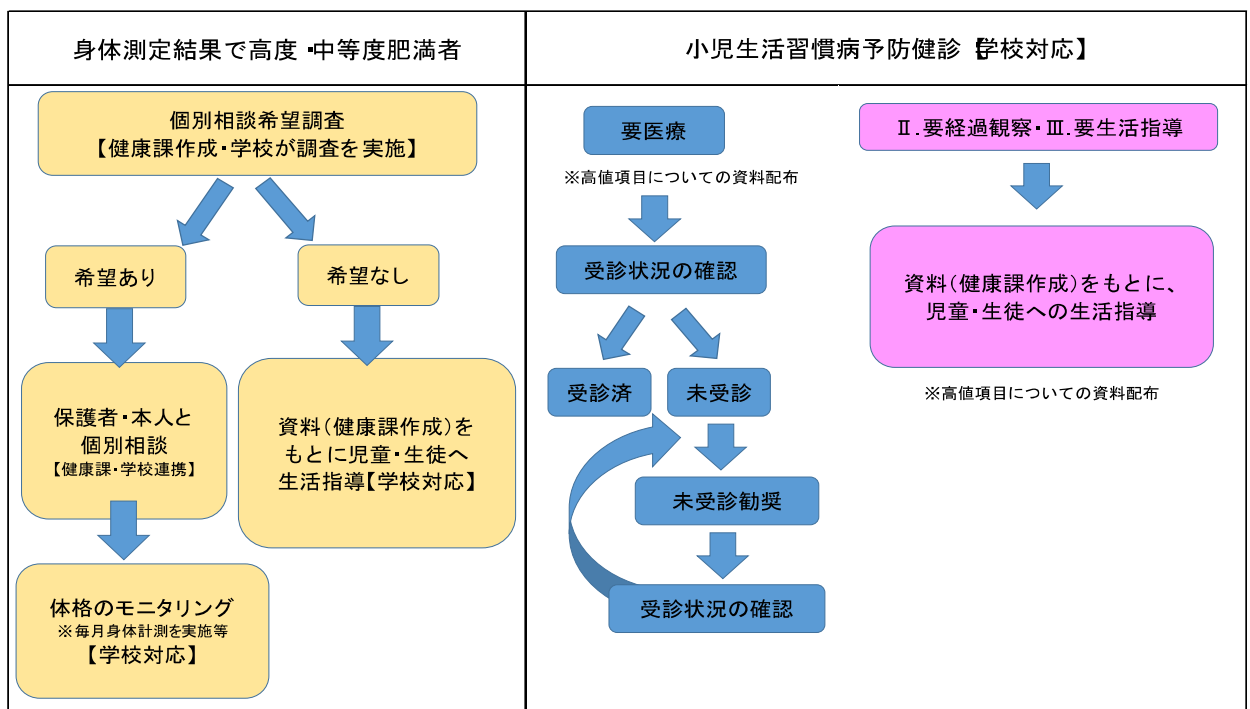 身体測定結果で高度・中等度肥満者
個別相談希望調査
【健康課作成・学校が調査を実施】
希望あり
希望なし
保護者・本人と
個別相談
【健康課・学校連携】
資料(健康課作成)を
もとに児童・生徒へ
生活指導【学校対応】
体格のモニタリング
※毎月身体計測を実施等
【学校対応】
小児生活習慣病予防健診【学校対応】
要医療
※高値項目についての資料配布
受診状況の確認
受診済
未受診
未受診勧奨
受診状況の確認
Ⅱ.要経過観察・Ⅲ.要生活指導
資料(健康課作成)をもとに、
児童・生徒への生活指導
※高値項目についての資料配布